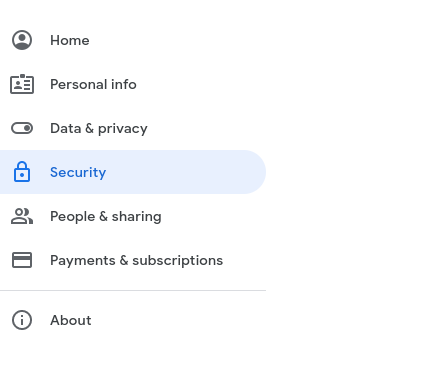 Home
Personal info
Data & privacy
Security
People & sharing
Payments & subscriptions
About